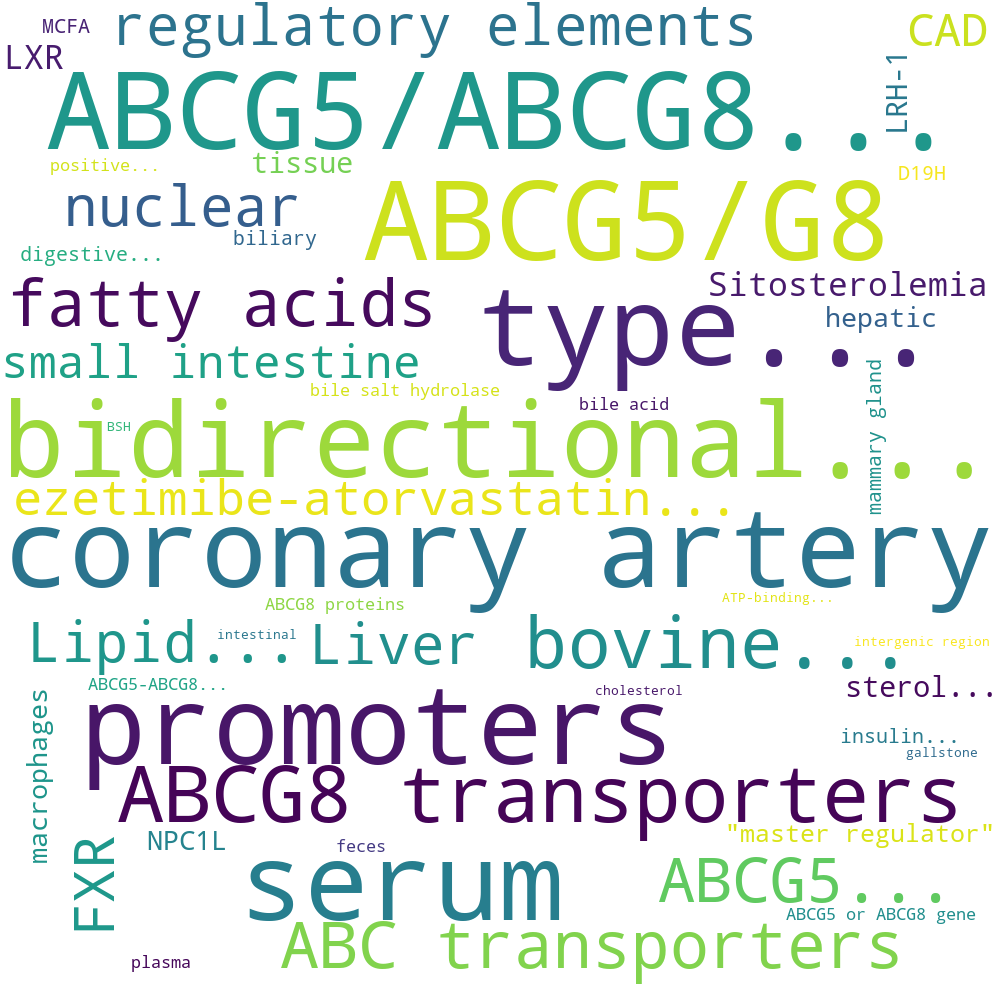 MCFA
regulatory elements
CAD
LXR
LRH-1
ABCG5/ABCG8...
positive...
tissue
D19H
nuclear
ABCG5/G8
biliary
digestive...
fatty acids
type...
Sitosterolemia
hepatic
small intestine
mammary gland
bile salt hydrolase
bile acid
bidirectional...
BSH
ezetimibe-atorvastatin...
coronary artery
ABCG8 proteins
ATP-binding...
Lipid...
intestinal
Liver
bovine...
intergenic region
ABCG5-ABCG8...
cholesterol
sterol...
macrophages
promoters
insulin...
gallstone
ABCG8 transporters
FXR
NPC1L
"master regulator"
feces
serum
ABCG5...
ABCG5 or ABCG8 gene
ABC transporters
plasma